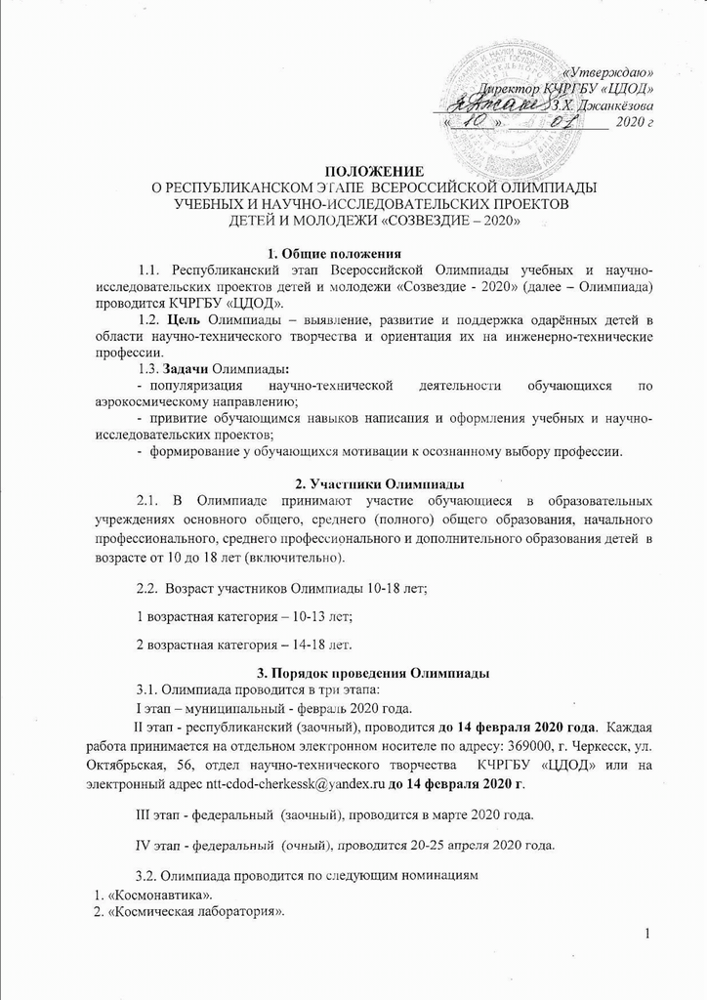 «Утверждаю»
Директор КЧРГБУ «ЦДОД»
З.Х. Джанкёзова
« 10 » 01 2020 г
ПОЛОЖЕНИЕ
О РЕСПУБЛИКАНСКОМ ЭТАПЕ ВСЕРОССИЙСКОЙ ОЛИМПИАДЫ
УЧЕБНЫХ И НАУЧНО-ИССЛЕДОВАТЕЛЬСКИХ ПРОЕКТОВ
ДЕТЕЙ И МОЛОДЕЖИ «СОЗВЕЗДИЕ – 2020»
1. Общие положения
1.1. Республиканский этап Всероссийской Олимпиады учебных и научно-
исследовательских проектов детей и молодежи «Созвездие - 2020» (далее – Олимпиада)
проводится КЧРГБУ «ЦДОД».
1.2. Цель Олимпиады – выявление, развитие и поддержка одарённых детей в
области научно-технического творчества и ориентация их на инженерно-технические
профессии.
1.3. Задачи Олимпиады:
- популяризация научно-технической деятельности обучающихся по
аэрокосмическому направлению;
- привитие обучающимся навыков написания и оформления учебных и научно-
исследовательских проектов;
- формирование у обучающихся мотивации к осознанному выбору профессии.
2. Участники Олимпиады
2.1. В Олимпиаде принимают участие обучающиеся в образовательных
учреждениях основного общего, среднего (полного) общего образования, начального
профессионального, среднего профессионального и дополнительного образования детей в
возрасте от 10 до 18 лет (включительно).
2.2. Возраст участников Олимпиады 10-18 лет;
1 возрастная категория – 10-13 лет;
2 возрастная категория – 14-18 лет.
3. Порядок проведения Олимпиады
3.1. Олимпиада проводится в три этапа:
I этап – муниципальный - февраль 2020 года.
II этап - республиканский (заочный), проводится до 14 февраля 2020 года. Каждая
работа принимается на отдельном электронном носителе по адресу: 369000, г. Черкесск, ул.
Октябрьская, 56, отдел научно-технического творчества КЧРГБУ «ЦДОД» или на
электронный адрес ntt-cdod-cherkessk@yandex.ru до 14 февраля 2020 г.
III этап - федеральный (заочный), проводится в марте 2020 года.
IV этап - федеральный (очный), проводится 20-25 апреля 2020 года.
3.2. Олимпиада проводится по следующим номинациям
1. «Космонавтика».
2. «Космическая лаборатория».
1